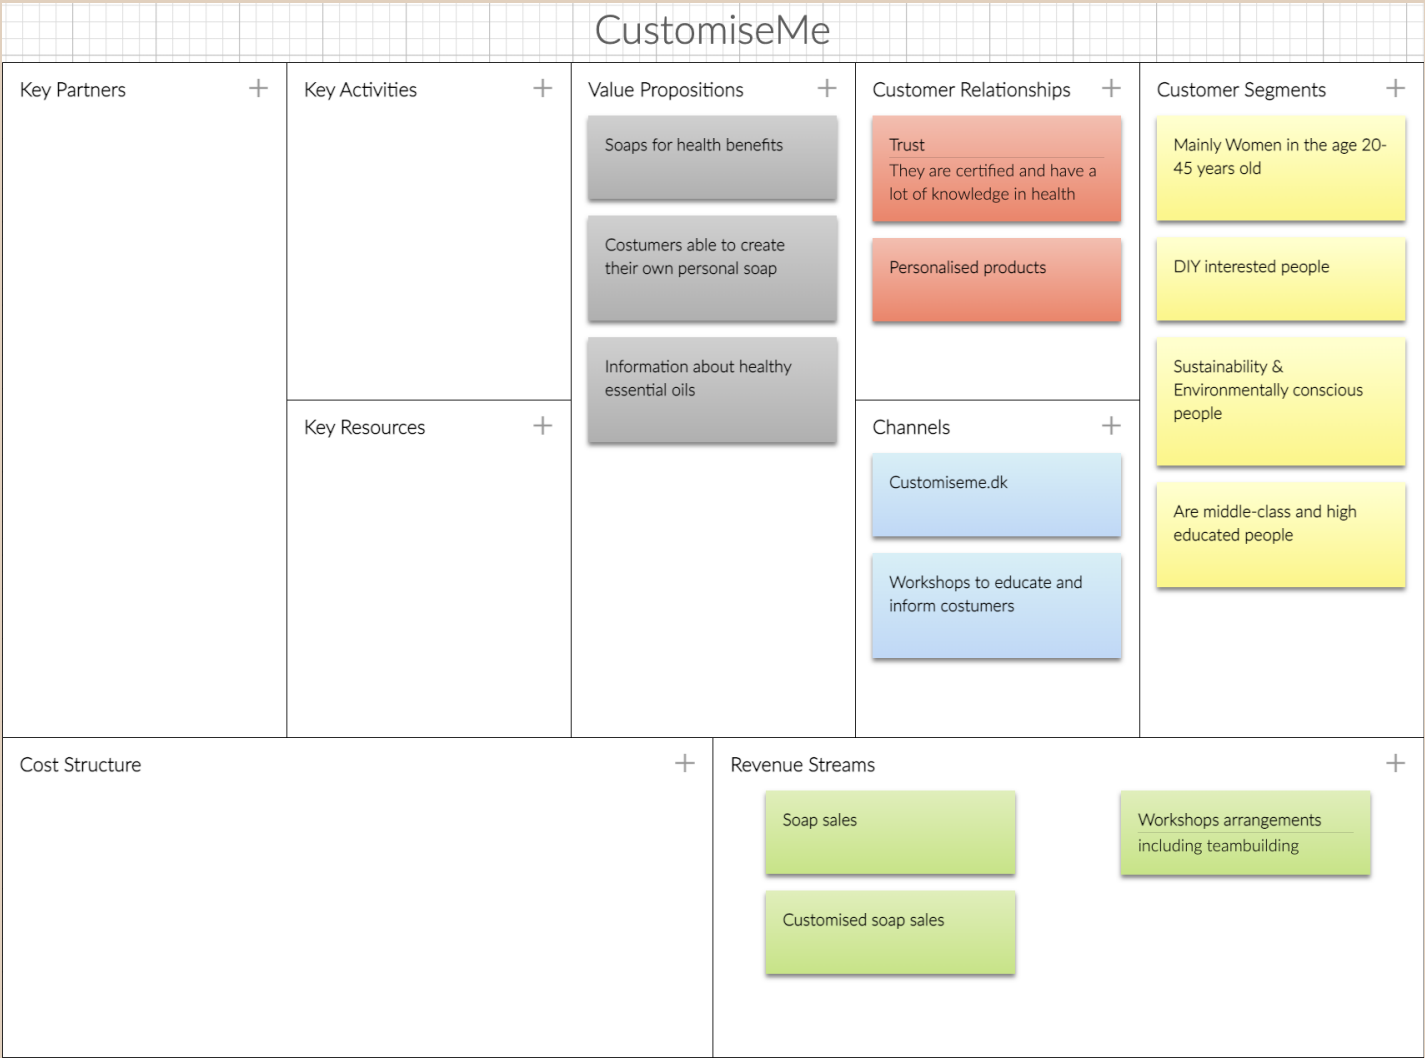 CustomiseMe
Key Partners
Key Activities
Key Resources
Value Propositions
Soaps for health benefits
Costumers able to create
their own personal soap
Information about healthy
essential oils
Customer Relationships
Trust
They are certified and have a
lot of knowledge in health
Personalised products
Channels
Customiseme.dk
Workshops to educate and
inform costumers
Customer Segments
Mainly Women in the age 20-
45 years old
DIY interested people
Sustainability &
Environmentally conscious
people
Are middle-class and high
educated people
Cost Structure
Revenue Streams
Soap sales
Customised soap sales
Workshops arrangements
including teambuilding